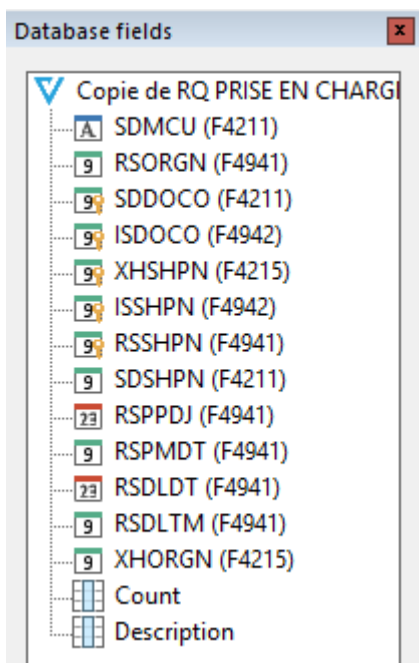 Database fields
Copie de RQ PRISE EN CHARG
SDMCU (F4211)
RSORGN (F4941)
SDDOCO (F4211)
ISDOCO (F4942)
XHSHPN (F4215)
ISSHPN (F4942)
RSSHPN (F4941)
SDSHPN (F4211)
RSPPDJ (F4941)
RSPMDT (F4941)
RSDLDT (F4941)
RSDLTM (F4941)
XHORGN (F4215)
Count
Description